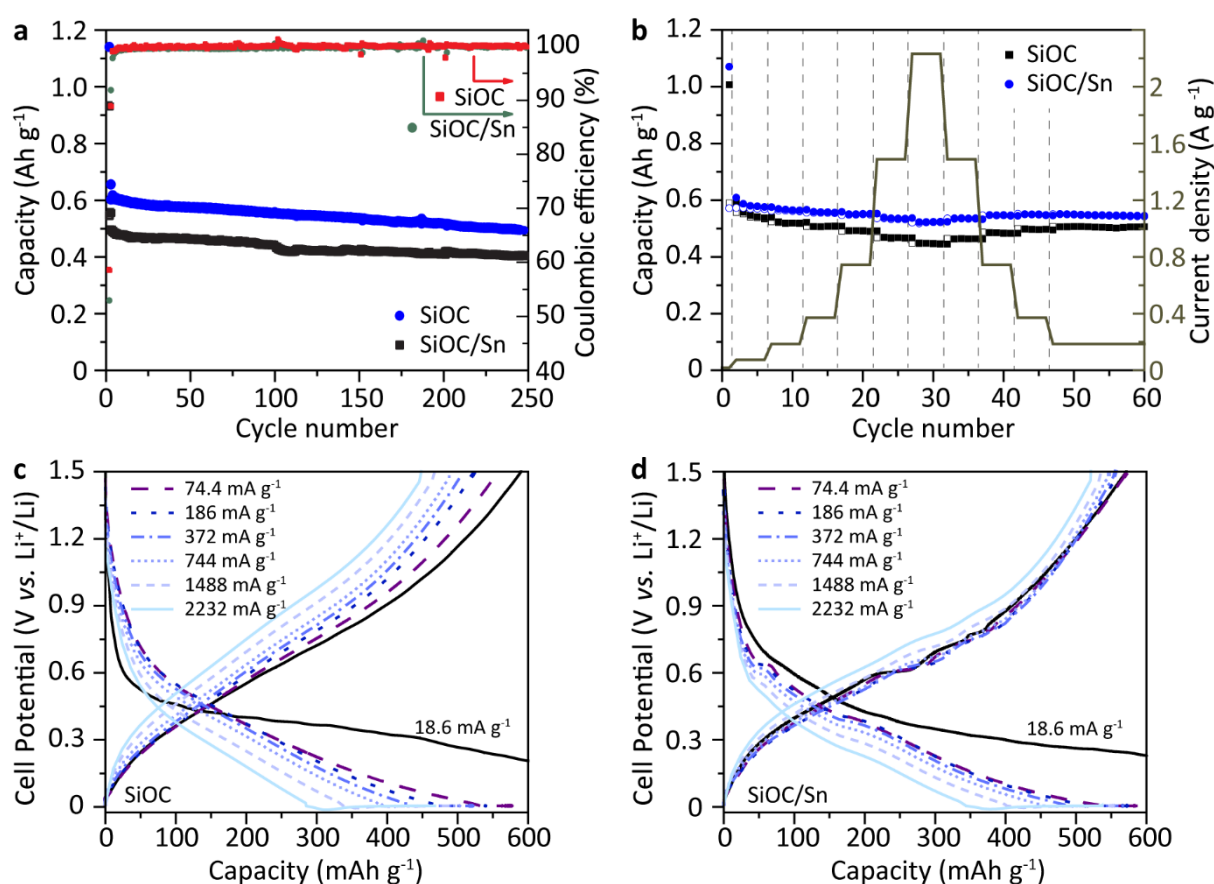 a
1.2
1.0
0.8
0.6
0.4
0.2
0
Capacity (Ah g⁻¹)
100
90
80
85
75
70
65
61
55
50
45
40
Coulombic efficiency (%)
SiOC
SiOC/Sn
SiOC
SiOC/Sn
0
50
100
150
200
250
Cycle number
b
1.2
1.0
0.8
0.6
0.4
0.2
0
Capacity (Ah g⁻¹)
SiOC
SiOC/Sn
2
1.6
1.2
0.8
0.4
0
Current density (A g⁻¹)
0
10
20
30
40
50
60
Cycle number
c
1.5
1.2
0.9
0.6
0.3
0
Cell Potential (V vs. Li⁺/Li)
74.4 mA g⁻¹
186 mA g⁻¹
372 mA g⁻¹
744 mA g⁻¹
1488 mA g⁻¹
2232 mA g⁻¹
18.6 mA g⁻¹
SiOC
0
100
200
300
400
500
600
Capacity (mAh g⁻¹)
d
1.5
1.2
0.9
0.6
0.3
0
Cell Potential (V vs. Li⁺/Li)
74.4 mA g⁻¹
186 mA g⁻¹
372 mA g⁻¹
744 mA g⁻¹
1488 mA g⁻¹
2232 mA g⁻¹
18.6 mA g⁻¹
SiOC/Sn
0
100
200
300
400
500
600
Capacity (mAh g⁻¹)